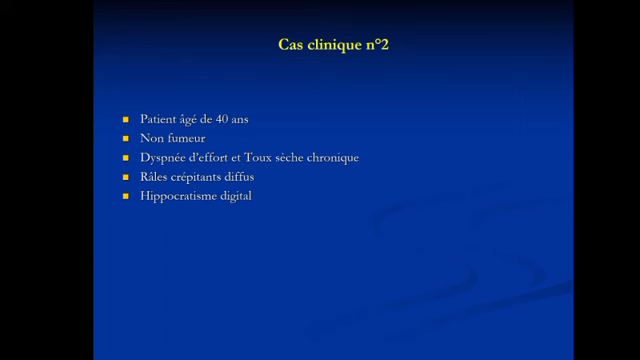 Cas clinique n°2
Patient âgé de 40 ans
Non fumeur
Dyspnée d'effort et Toux sèche chronique
Râles crépitants diffus
Hippocratisme digital